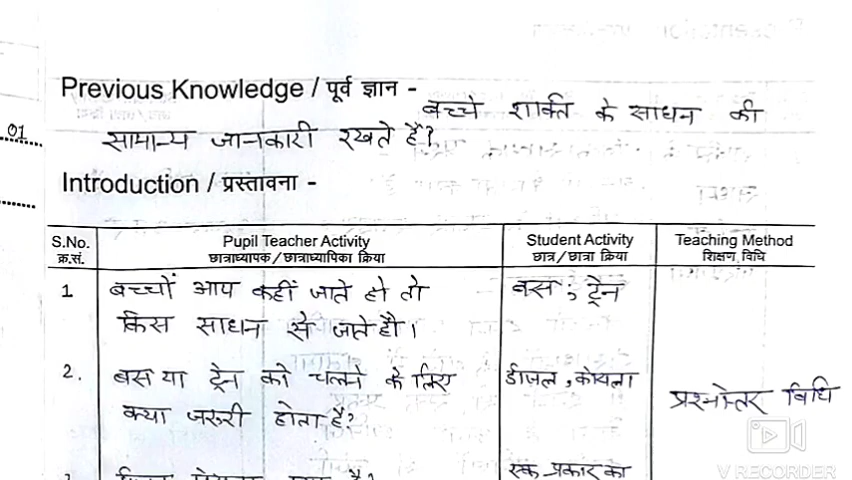 Previous Knowledge / पूर्व ज्ञान - बच्चे शक्ति के साधन की
01
सामान्य जानकारी रखते हैं?
Introduction / प्रस्तावना -
S.No. Pupil Teacher Activity Student Activity Teaching Method
क्र.सं. छात्राध्यापक / छात्राध्यापिका क्रिया छात्र / छात्रा क्रिया शिक्षण विधि
1 बच्चों आप कहीं जाते हो तो बस, ट्रेन
किस साधन से जाते हौ।
2. बस या ट्रेन को चलने के लिए डीजल, कोयला
क्या जरुरी होता है? प्रश्नोत्तर विधि
एक प्रकार का
V RECORDER